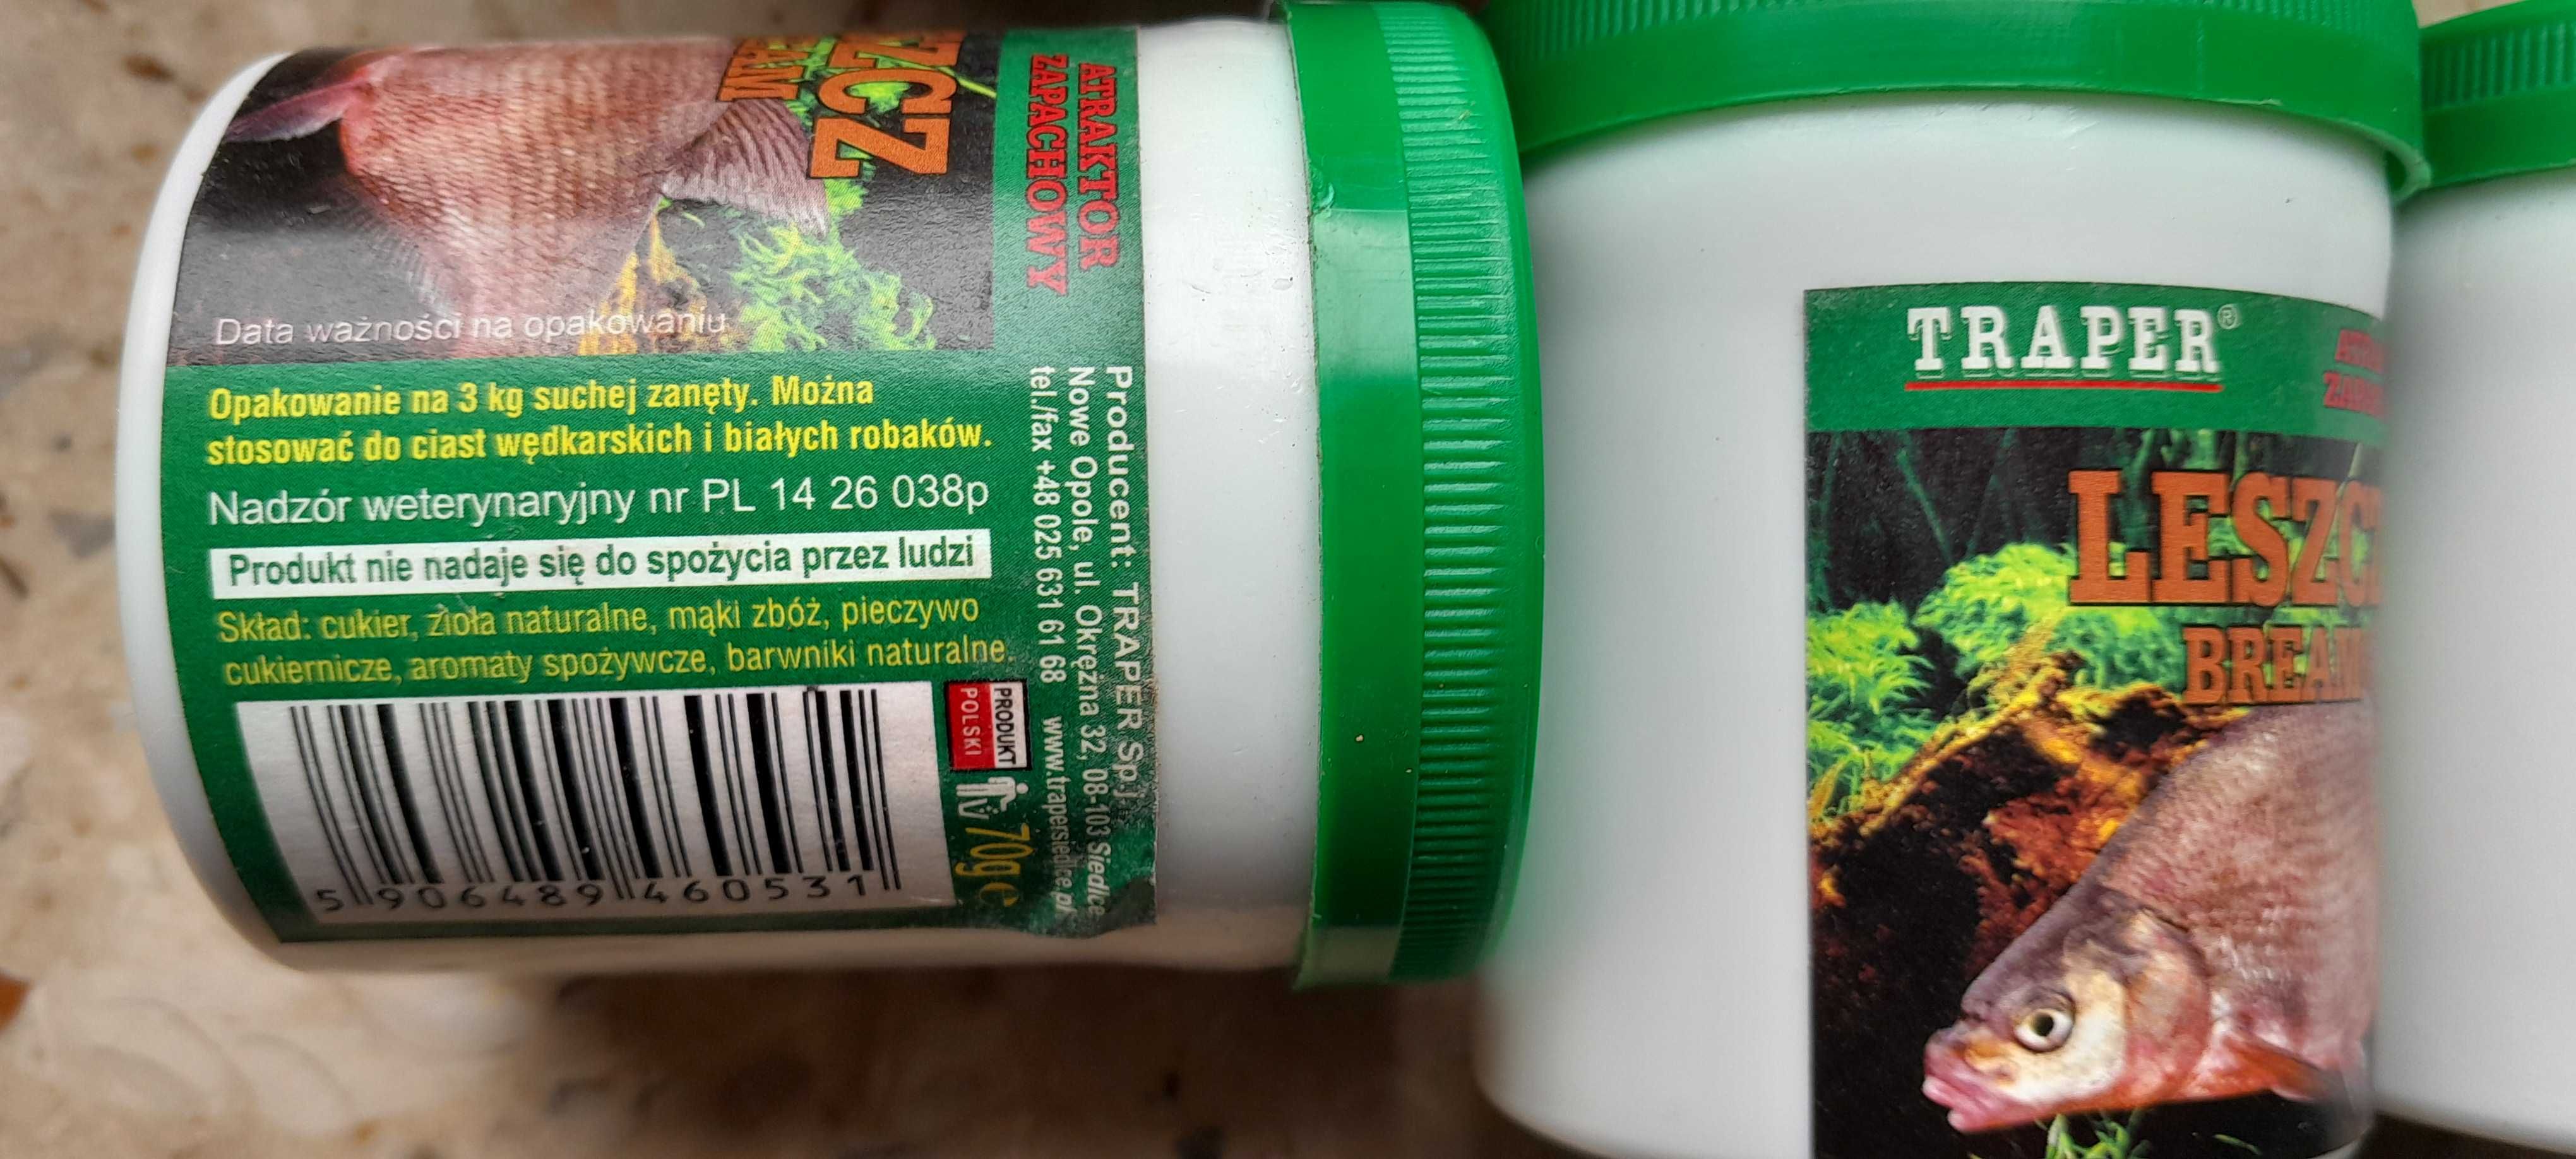 ATRAKTOR
ZAPACHOWY
Data ważności na opakowaniu
Opakowanie na 3 kg suchej zanęty. Można
stosować do ciast wędkarskich i białych robaków.
Nadzór weterynaryjny nr PL 14 26 038p
Produkt nie nadaje się do spożycia przez ludzi
Skład: cukier, zioła naturalne, mąki zbóż, pieczywo
cukiernicze, aromaty spożywcze, barwniki naturalne.
5 906489 460531
PRODUKT
POLSKI
70g e
Producent: TRAPER Sp.j.
Nowe Opole, ul. Okrężna 32, 08-103 Siedlce
tel./fax +48 025 631 61 68 www.trapersiedlce.pl
TRAPER®
BREAM